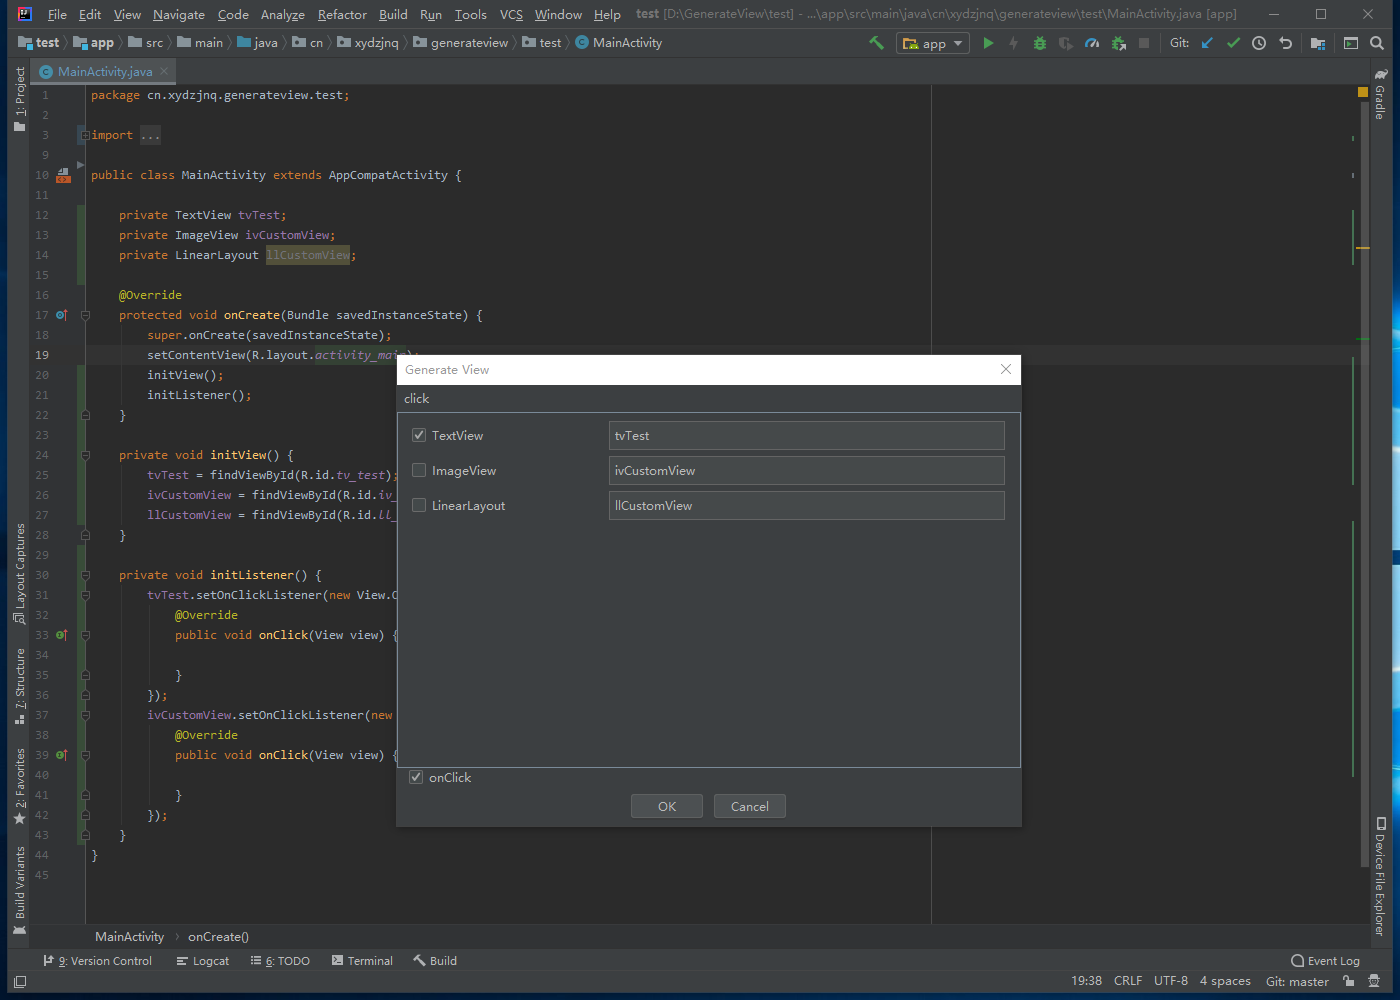 File Edit View Navigate Code Analyze Refactor Build Run Tools VCS Window Help test [D:\GenerateView\test] - ...\app\src\main\java\cn\xydzjnq\generateview\test\MainActivity.java [app]
test app src main java cn xydzjnq generateview test MainActivity app Git:
MainActivity.java
1: Project
Layout Captures
7: Structure
2: Favorites
Build Variants
1 package cn.xydzjnq.generateview.test;
2
3 import ...
9
10 public class MainActivity extends AppCompatActivity {
11
12 private TextView tvTest;
13 private ImageView ivCustomView;
14 private LinearLayout llCustomView;
15
16 @Override
17 protected void onCreate(Bundle savedInstanceState) {
18 super.onCreate(savedInstanceState);
19 setContentView(R.layout.activity_main);
20 initView();
21 initListener();
22 }
23
24 private void initView() {
25 tvTest = findViewById(R.id.tv_test);
26 ivCustomView = findViewById(R.id.iv_
27 llCustomView = findViewById(R.id.ll_
28 }
29
30 private void initListener() {
31 tvTest.setOnClickListener(new View.O
32 @Override
33 public void onClick(View view) {
34
35 }
36 });
37 ivCustomView.setOnClickListener(new
38 @Override
39 public void onClick(View view) {
40
41 }
42 });
43 }
44 }
45
Generate View
click
TextView tvTest
ImageView ivCustomView
LinearLayout llCustomView
onClick
OK Cancel
Gradle
Device File Explorer
MainActivity onCreate()
9: Version Control Logcat 6: TODO Terminal Build Event Log
19:38 CRLF UTF-8 4 spaces Git: master